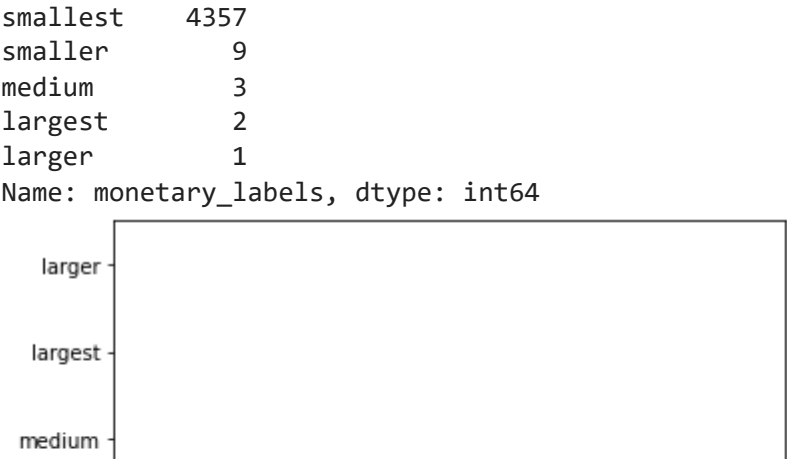 smallest    4357
smaller        9
medium         3
largest        2
larger         1
Name: monetary_labels, dtype: int64
larger
largest
medium